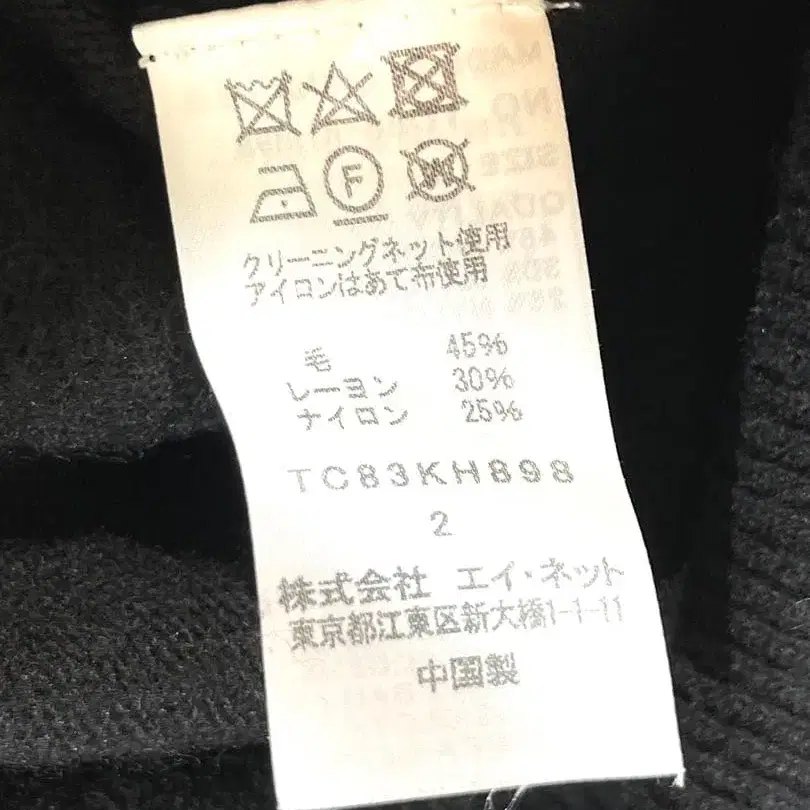 F
W
クリーニングネット使用
アイロンはあて布使用
毛 45%
レーヨン 30%
ナイロン 25%
TC83KH898
2
株式会社 エイ・ネット
東京都江東区新大橋1-1-11
中国製